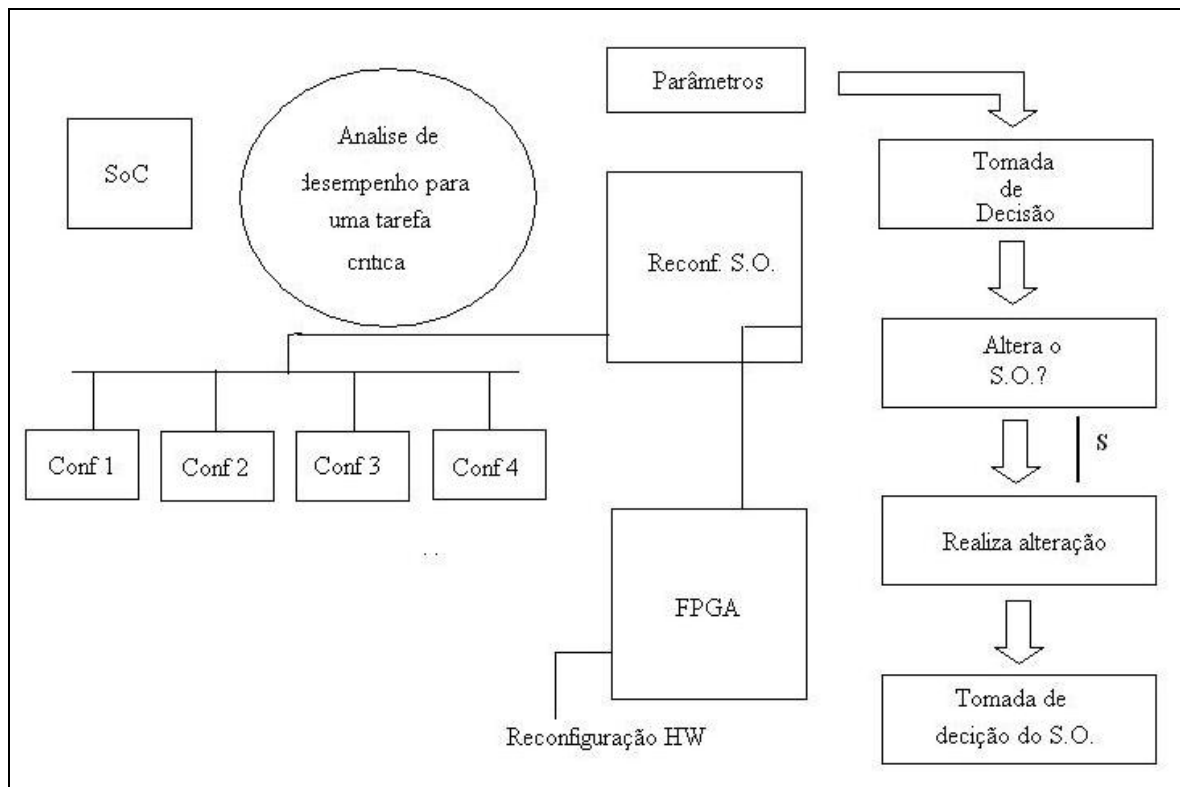 SoC
Analise de
desempenho para
uma tarefa
critica
Parâmetros
Reconf. S.O.
Tomada
de
Decisão
Altera o
S.O.?
S
Realiza alteração
Tomada de
decição do S.O.
Conf 1
Conf 2
Conf 3
Conf 4
. .
FPGA
Reconfiguração HW